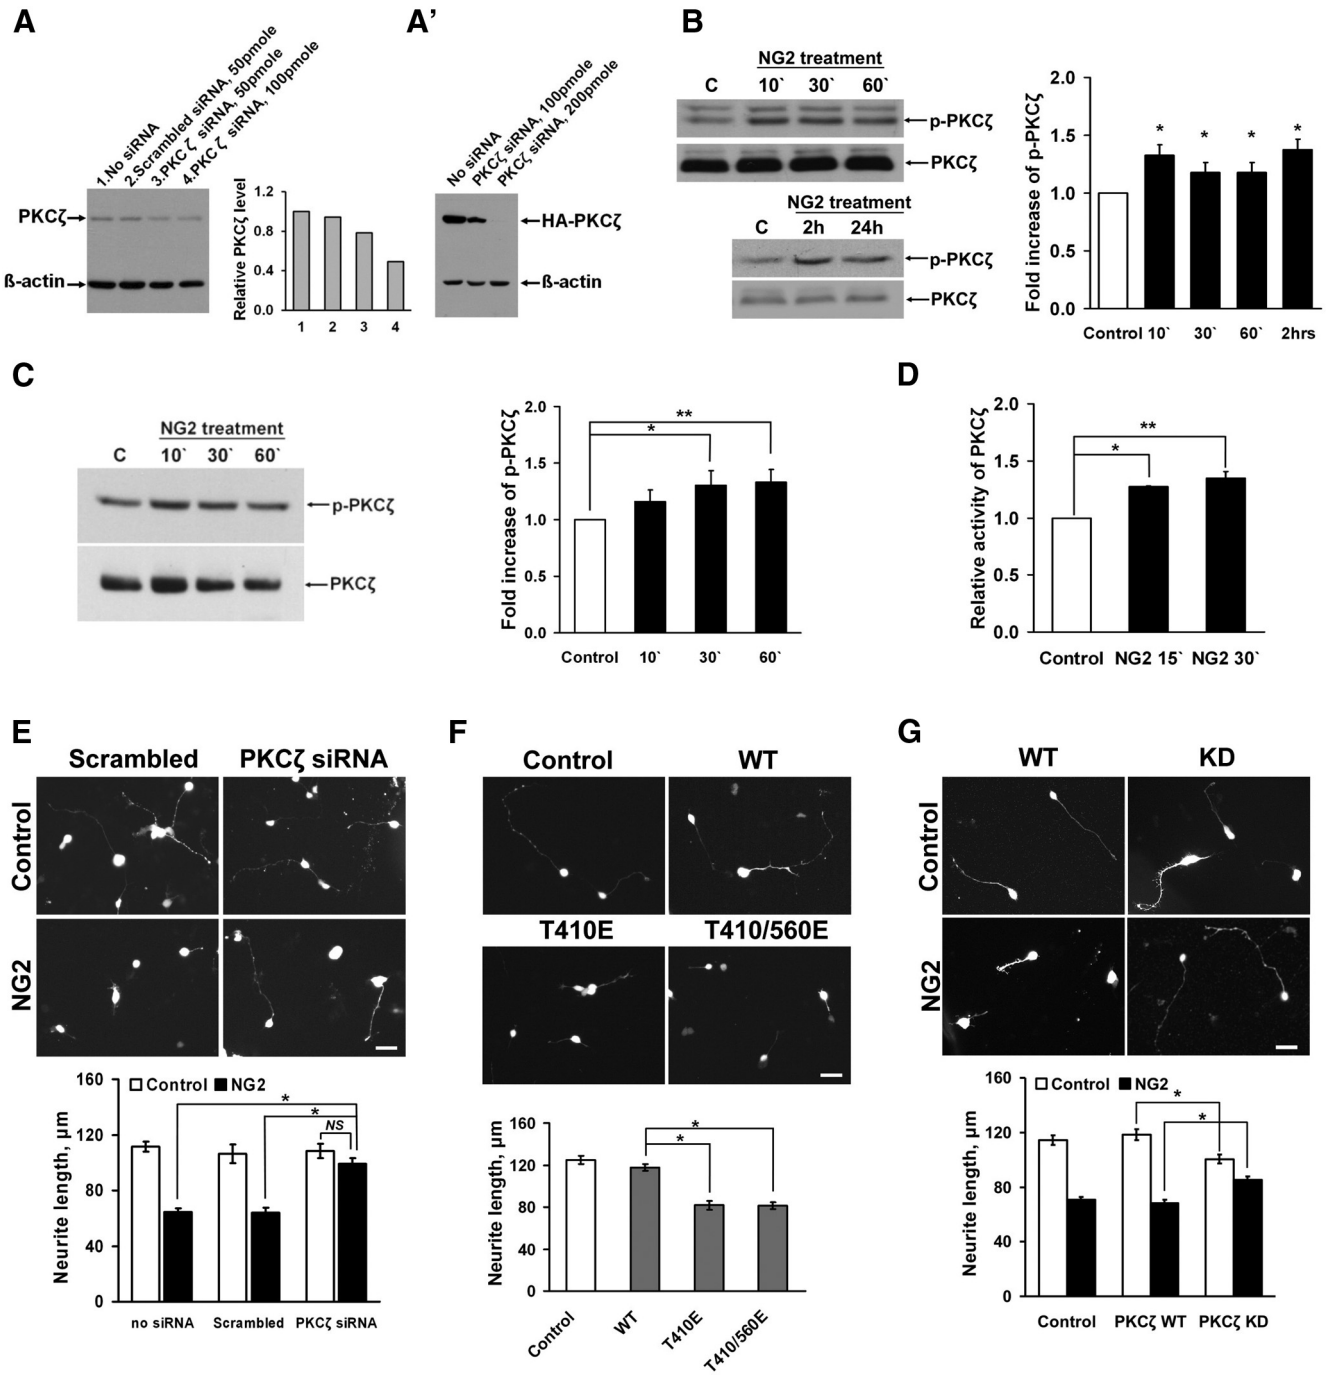 A
1.No siRNA
2.Scrambled siRNA, 50pmole
3.PKC ζ siRNA, 50pmole
4.PKC ζ siRNA, 100pmole
PKCζ
ß-actin
Relative PKCζ level
1.2
0.8
0.4
0.0
1 2 3 4
A’
No siRNA
PKCζ siRNA, 100pmole
PKCζ siRNA, 200pmole
HA-PKCζ
ß-actin
B
NG2 treatment
C 10` 30` 60`
p-PKCζ
PKCζ
NG2 treatment
C 2h 24h
p-PKCζ
PKCζ
Fold increase of p-PKCζ
2.0
1.5
1.0
0.5
0.0
* * * *
Control 10` 30` 60` 2hrs
C
NG2 treatment
C 10` 30` 60`
p-PKCζ
PKCζ
Fold increase of p-PKCζ
2.0
1.5
1.0
0.5
0.0
**
*
Control 10` 30` 60`
D
Relative activity of PKCζ
2.0
1.5
1.0
0.5
0.0
**
*
Control NG2 15` NG2 30`
E
Scrambled PKCζ siRNA
Control
NG2
Neurite length, µm
160
120
80
40
0
Control NG2
*
*
NS
no siRNA Scrambled PKCζ siRNA
F
Control WT
T410E T410/560E
Neurite length, µm
160
120
80
40
0
*
*
Control
WT
T410E
T410/560E
G
WT KD
Control
NG2
Neurite length, µm
160
120
80
40
0
Control NG2
*
*
Control PKCζ WT PKCζ KD